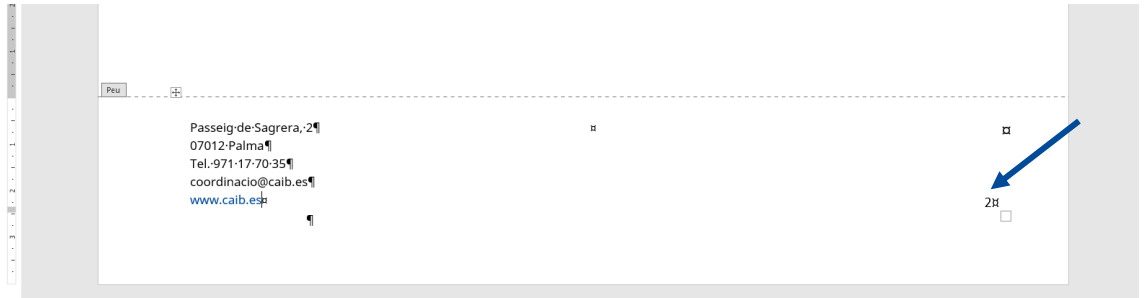 Peu
Passeig de Sagrera, 2
07012 Palma
Tel. 971 17 70 35
coordinacio@caib.es
www.caib.es
2